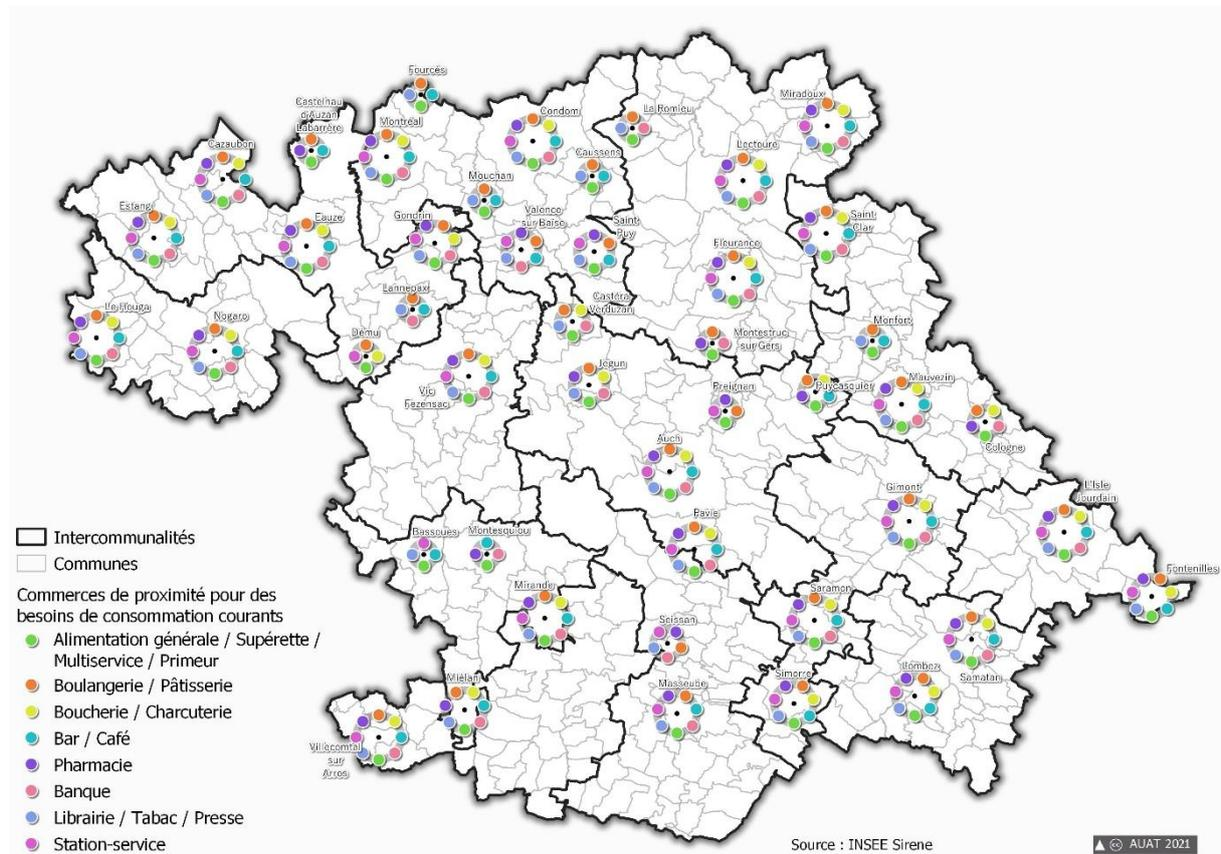 Fourcés
Castelnau
d'Auzan
Labarrère
Montréal
Condom
La Romieu
Miradoux
Cazaubon
Caussens
Lectoure
Mouchan
Estang
Eauze
Gondrin
Valence
sur Baïse
Saint
Puy
Saint
Clar
Fleurance
Lannepax
Castéra
Verduzan
Le Houga
Nogaro
Montestruc
sur Gers
Monfort
Demu
Vic
Fezensac
Jegun
Preignan
Puycasquier
Mauvezin
Cologne
Auch
Gimont
L'Isle
Jourdain
Bassoues
Montesquiou
Pavie
Fontenilles
Mirande
Saramon
Seissan
Miélan
Masseube
Simorre
Lombez
Samatan
Villecomtal
sur
Arros
Intercommunalités
Communes
Commerces de proximité pour des
besoins de consommation courants
Alimentation générale / Supérette /
Multiservice / Primeur
Boulangerie / Pâtisserie
Boucherie / Charcuterie
Bar / Café
Pharmacie
Banque
Librairie / Tabac / Presse
Station-service
Source : INSEE Sirene
cc AUAT 2021